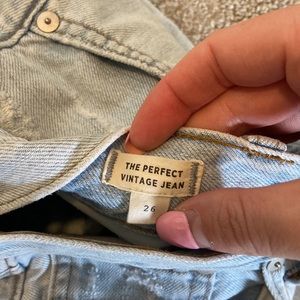 THE PERFECT
VINTAGE JEAN
26